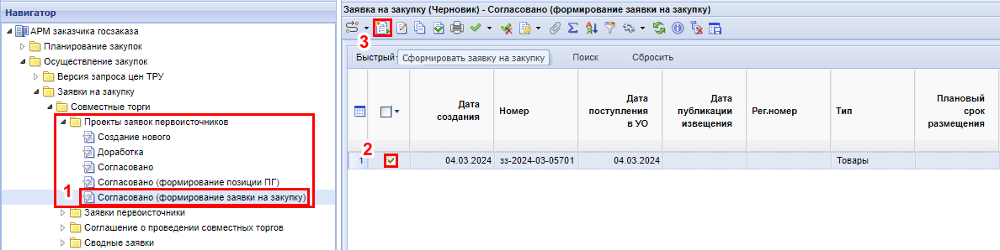 Навигатор
АРМ заказчика госзаказа
Планирование закупок
Осуществление закупок
Версия запроса цен ТРУ
Заявки на закупку
Совместные торги
Проекты заявок первоисточников
Создание нового
Доработка
Согласовано
Согласовано (формирование позиции ПГ)
1 Согласовано (формирование заявки на закупку)
Заявки первоисточники
Соглашение о проведении совместных торгов
Сводные заявки
Заявка на закупку (Черновик) - Согласовано (формирование заявки на закупку)
3
Быстрый Сформировать заявку на закупку Поиск Сбросить
Дата
создания
Номер
Дата
поступления
в УО
Дата
публикации
извещения
Рег.номер
Тип
Плановый
срок
размещения
2
1 04.03.2024 зз-2024-03-05701 04.03.2024 Товары